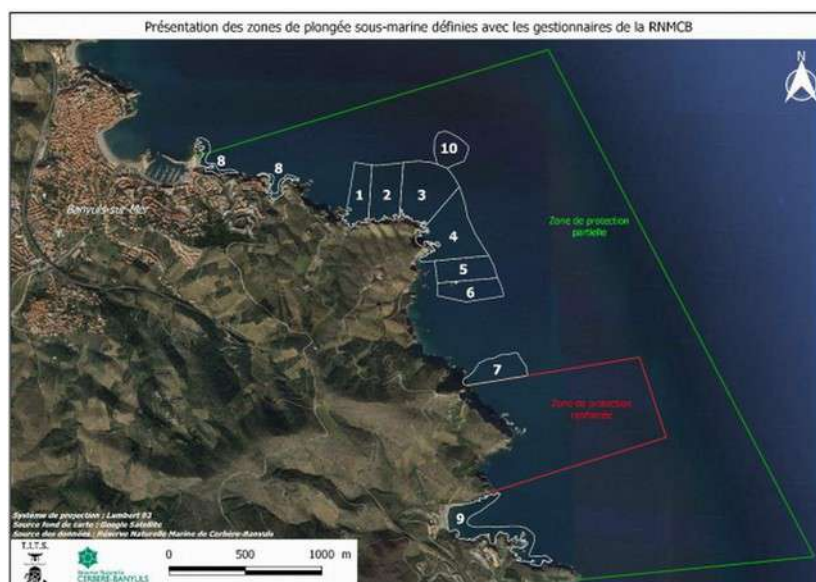 Présentation des zones de plongée sous-marine définies avec les gestionnaires de la RNMCB
N
10
8
8
1
2
3
Banyuls-sur-Mer
Zone de protection
partielle
4
5
6
7
Zone de protection
renforcée
9
Système de projection : Lambert 93
Source fond de carte : Google Satellite
Source des données : Réserve Naturelle Marine de Cerbère-Banyuls
T.I.T.S.
CERBÈRE-BANYULS
0 500 1000 m